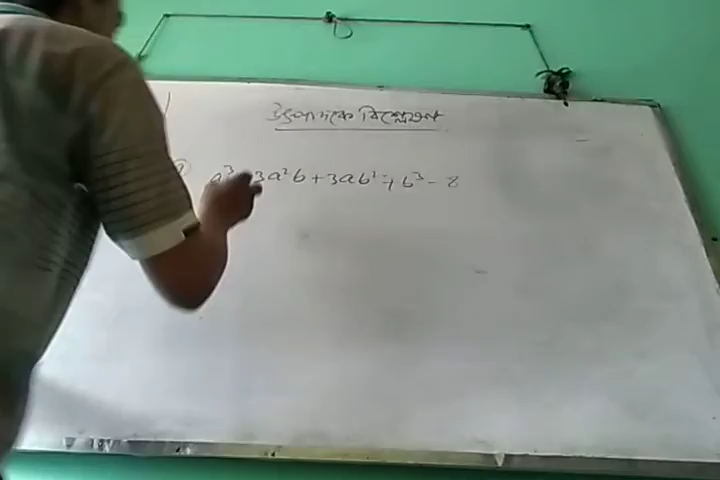 উৎপাদকে বিশ্লেষণ
a³ 3a²b + 3ab² + b³ - 8